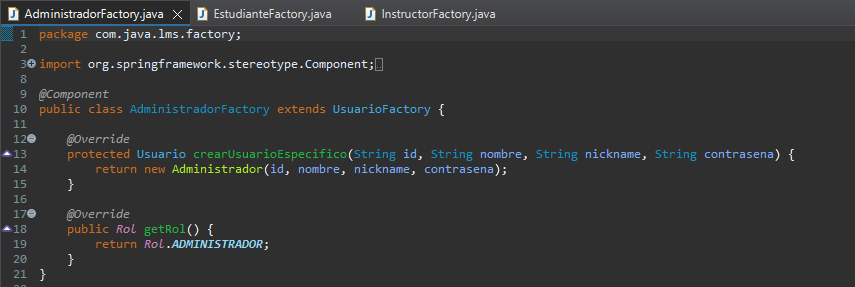 AdministradorFactory.java EstudianteFactory.java InstructorFactory.java
1 package com.java.lms.factory;
2
3 import org.springframework.stereotype.Component;
8
9 @Component
10 public class AdministradorFactory extends UsuarioFactory {
11
12 @Override
13 protected Usuario crearUsuarioEspecifico(String id, String nombre, String nickname, String contrasena) {
14 return new Administrador(id, nombre, nickname, contrasena);
15 }
16
17 @Override
18 public Rol getRol() {
19 return Rol.ADMINISTRADOR;
20 }
21 }